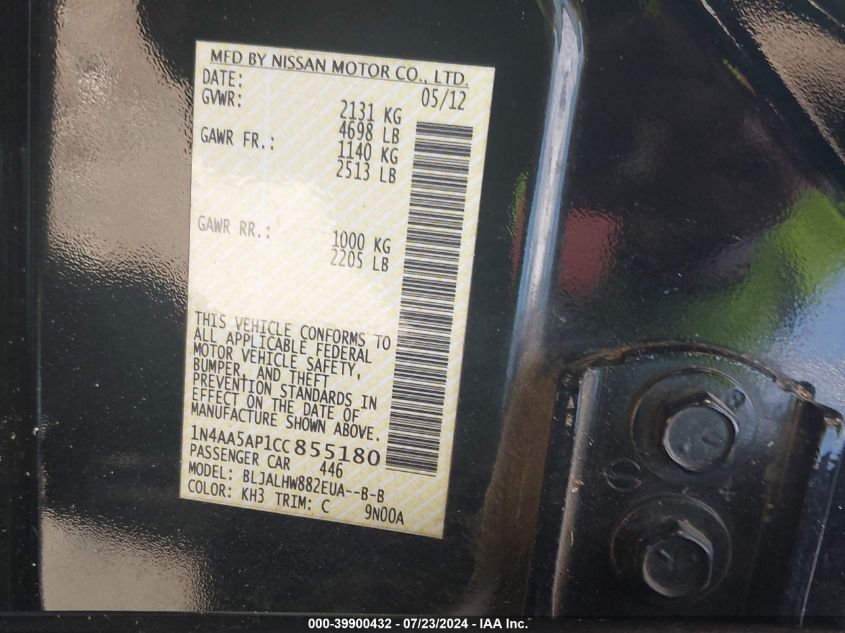 MFD BY NISSAN MOTOR CO., LTD.
DATE: 05/12
GVWR: 2131 KG
4698 LB
GAWR FR.: 1140 KG
2513 LB
GAWR RR.: 1000 KG
2205 LB
THIS VEHICLE CONFORMS TO
ALL APPLICABLE FEDERAL
MOTOR VEHICLE SAFETY,
BUMPER, AND THEFT
PREVENTION STANDARDS IN
EFFECT ON THE DATE OF
MANUFACTURE SHOWN ABOVE.
1N4AA5AP1CC855180
PASSENGER CAR 446
MODEL: BLJALHW882EUA--B-B
COLOR: KH3 TRIM: C 9N00A
000-39900432 - 07/23/2024 - IAA Inc.